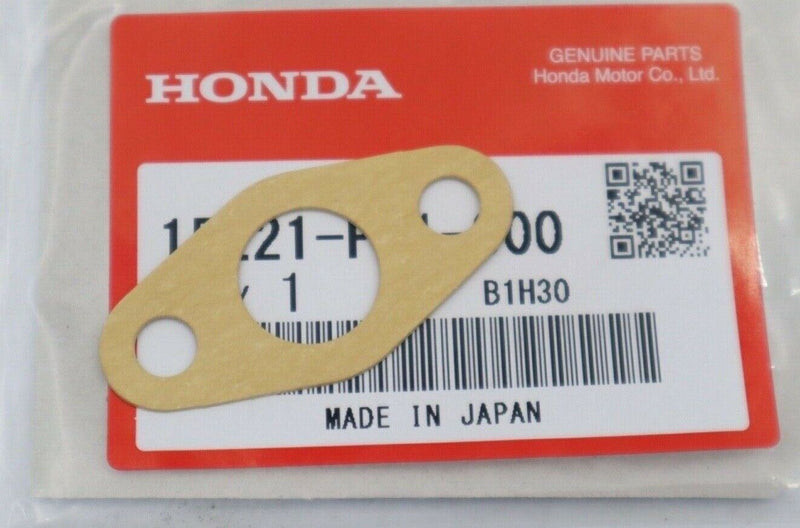 HONDA
GENUINE PARTS
Honda Motor Co., Ltd.
1
B1H30
MADE IN JAPAN